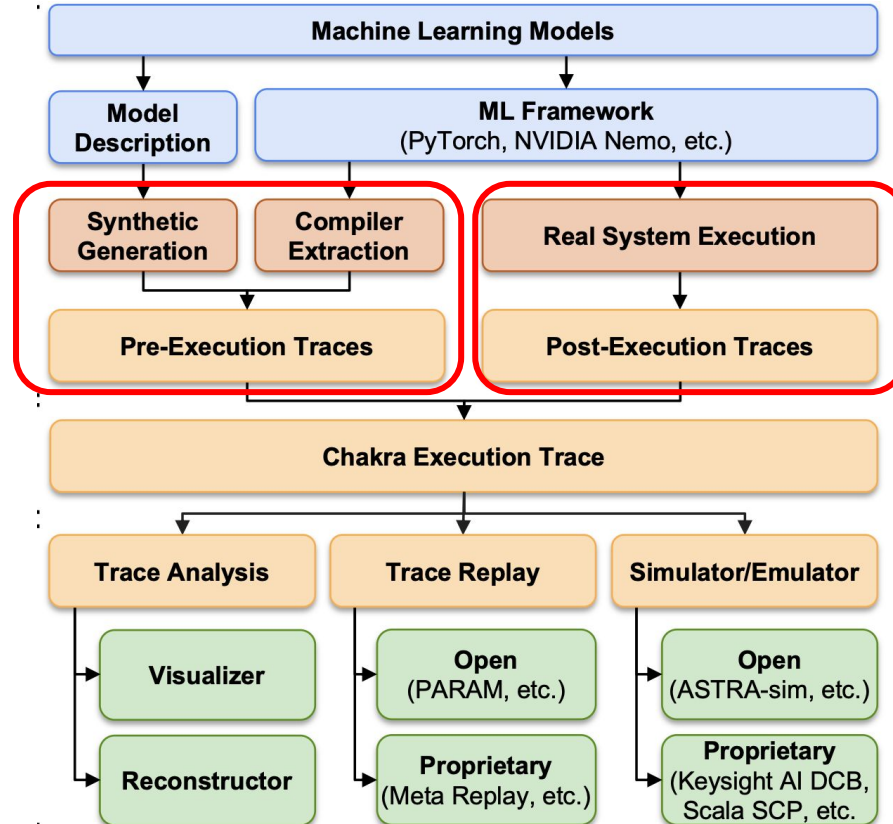 Machine Learning Models
Model
Description
ML Framework
(PyTorch, NVIDIA Nemo, etc.)
Synthetic
Generation
Compiler
Extraction
Real System Execution
Pre-Execution Traces
Post-Execution Traces
Chakra Execution Trace
Trace Analysis
Trace Replay
Simulator/Emulator
Visualizer
Open
(PARAM, etc.)
Open
(ASTRA-sim, etc.)
Reconstructor
Proprietary
(Meta Replay, etc.)
Proprietary
(Keysight AI DCB,
Scala SCP, etc.